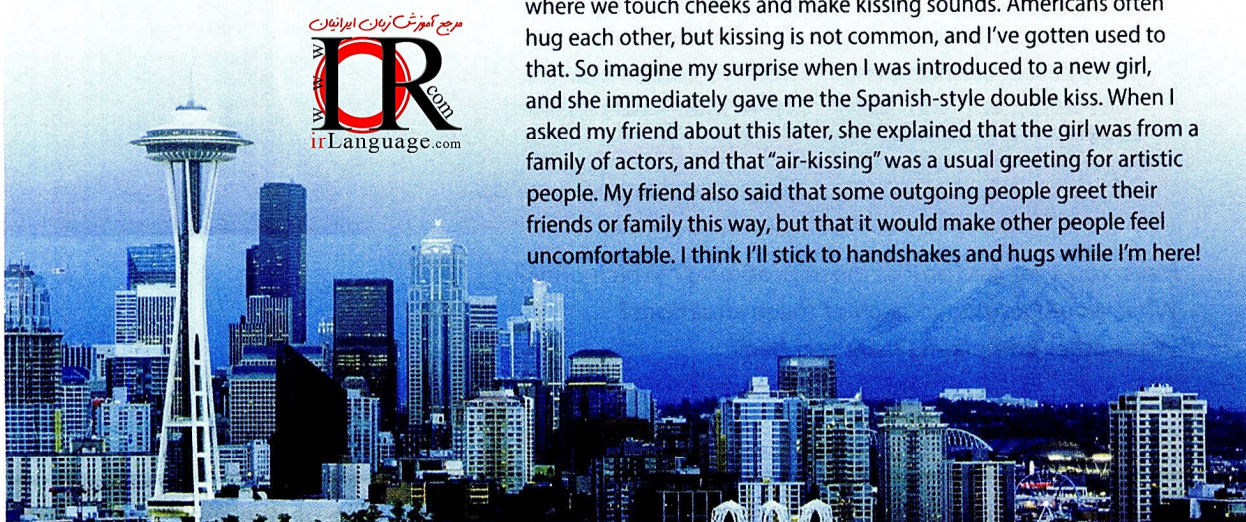 مرجع آموزش زبان ایرانیان
www
IR
.com
irLanguage.com
where we touch cheeks and make kissing sounds. Americans often
hug each other, but kissing is not common, and I've gotten used to
that. So imagine my surprise when I was introduced to a new girl,
and she immediately gave me the Spanish-style double kiss. When I
asked my friend about this later, she explained that the girl was from a
family of actors, and that "air-kissing" was a usual greeting for artistic
people. My friend also said that some outgoing people greet their
friends or family this way, but that it would make other people feel
uncomfortable. I think I'll stick to handshakes and hugs while I'm here!